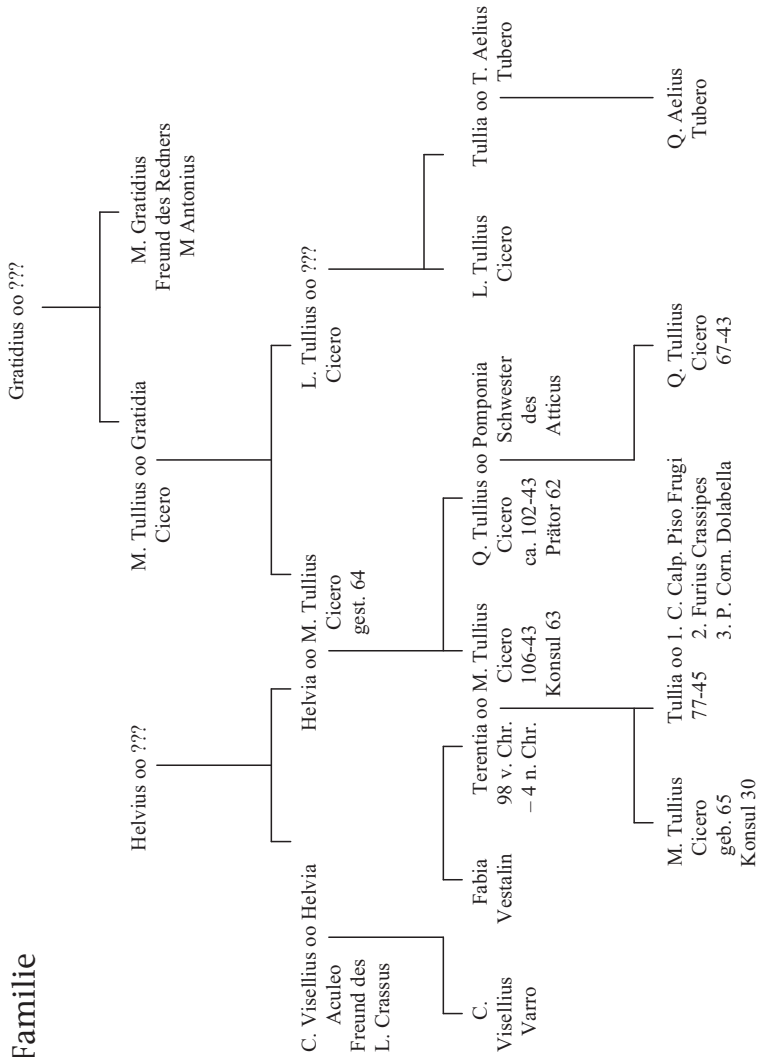 Familie
Gratidius oo ???
M. Tullius oo Gratidia
Cicero
M. Gratidius
Freund des Redners
M Antonius
Helvius oo ???
C. Visellius oo Helvia
Aculeo
Freund des
L. Crassus
Helvia oo M. Tullius
Cicero
gest. 64
L. Tullius oo ???
Cicero
C.
Visellius
Varro
Fabia
Vestalin
Terentia oo M. Tullius
98 v. Chr.
– 4 n. Chr.
Cicero
106-43
Konsul 63
Q. Tullius oo Pomponia
Cicero
ca. 102-43
Prätor 62
Schwester
des
Atticus
L. Tullius
Cicero
Tullia oo T. Aelius
Tubero
M. Tullius
Cicero
geb. 65
Konsul 30
Tullia oo 1. C. Calp. Piso Frugi
77-45
2. Furius Crassipes
3. P. Corn. Dolabella
Q. Tullius
Cicero
67-43
Q. Aelius
Tubero